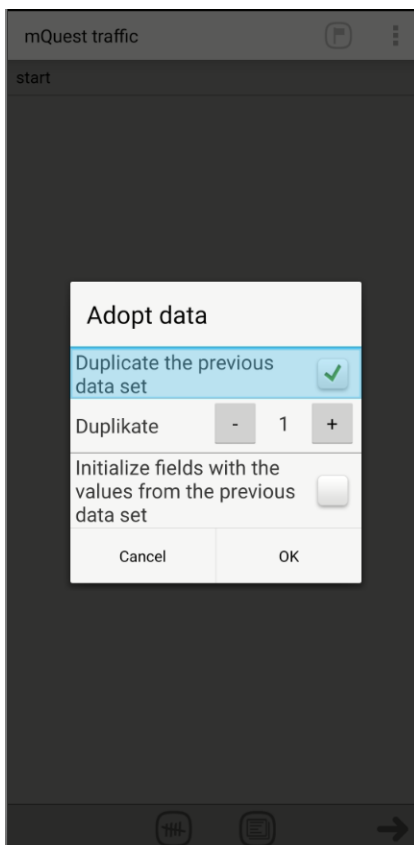 mQuest traffic
start
Adopt data
Duplicate the previous
data set
Duplikate - 1 +
Initialize fields with the
values from the previous
data set
Cancel OK